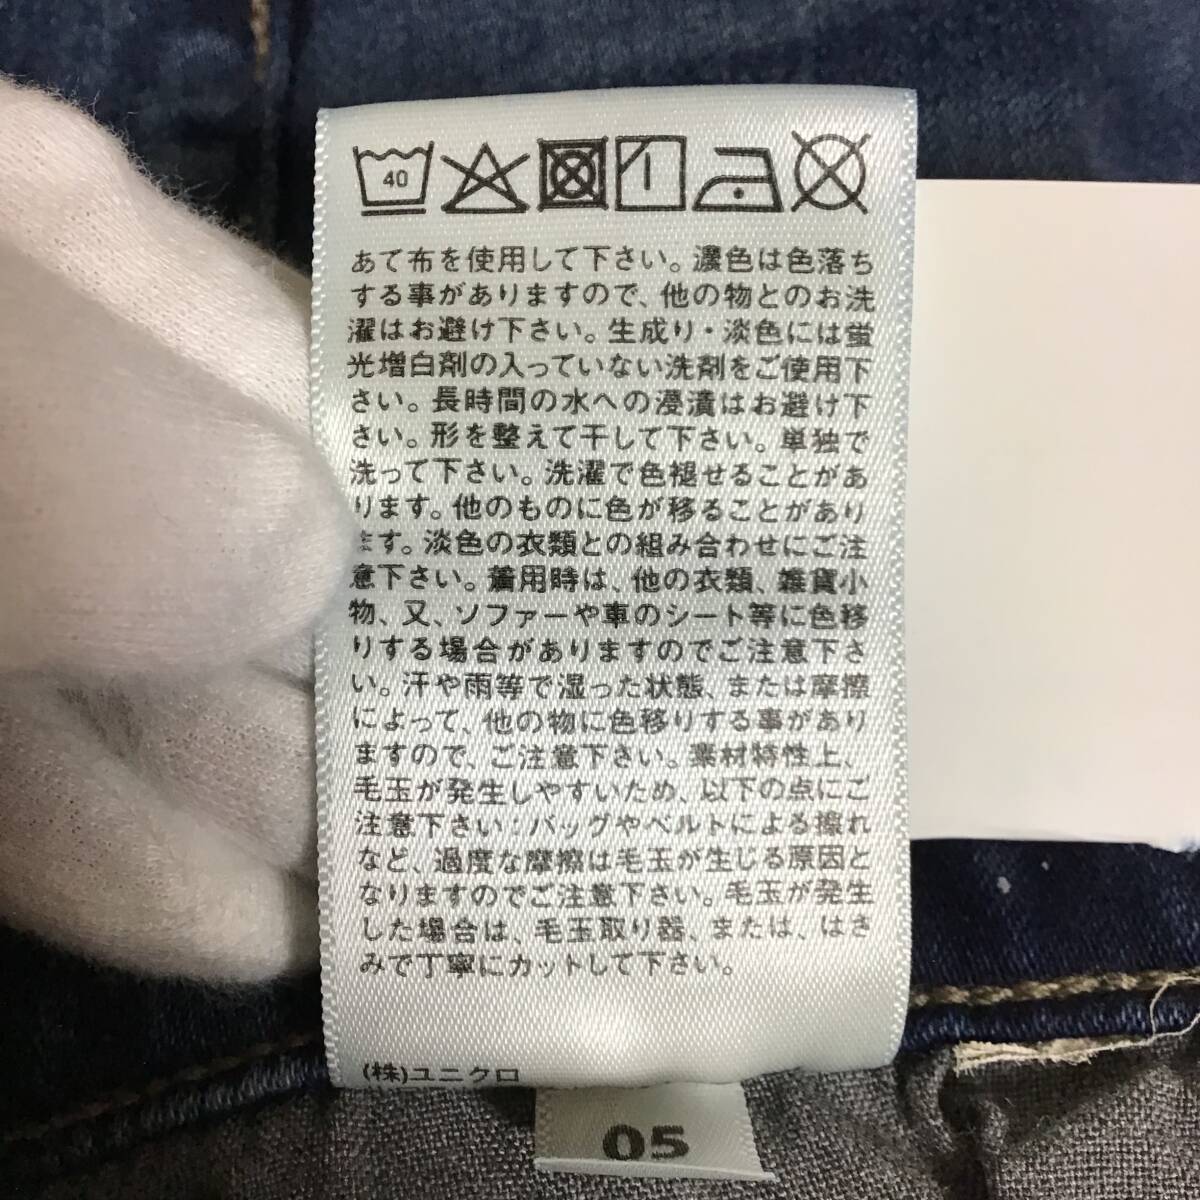 40
あて布を使用して下さい。濃色は色落ち
する事がありますので、他の物とのお洗
濯はお避け下さい。生成り・淡色には蛍
光増白剤の入っていない洗剤をご使用下
さい。長時間の水への浸漬はお避け下
さい。形を整えて干して下さい。単独で
洗って下さい。洗濯で色褪せることがあ
ります。他のものに色が移ることがあり
ます。淡色の衣類との組み合わせにご注
意下さい。着用時は、他の衣類、雑貨小
物、又、ソファーや車のシート等に色移
りする場合がありますのでご注意下さ
い。汗や雨等で湿った状態、または摩擦
によって、他の物に色移りする事があり
ますので、ご注意下さい。素材特性上、
毛玉が発生しやすいため、以下の点にご
注意下さい:バッグやベルトによる擦れ
など、過度な摩擦は毛玉が生じる原因と
なりますのでご注意下さい。毛玉が発生
した場合は、毛玉取り器、または、はさ
みで丁寧にカットして下さい。
(株)ユニクロ
05